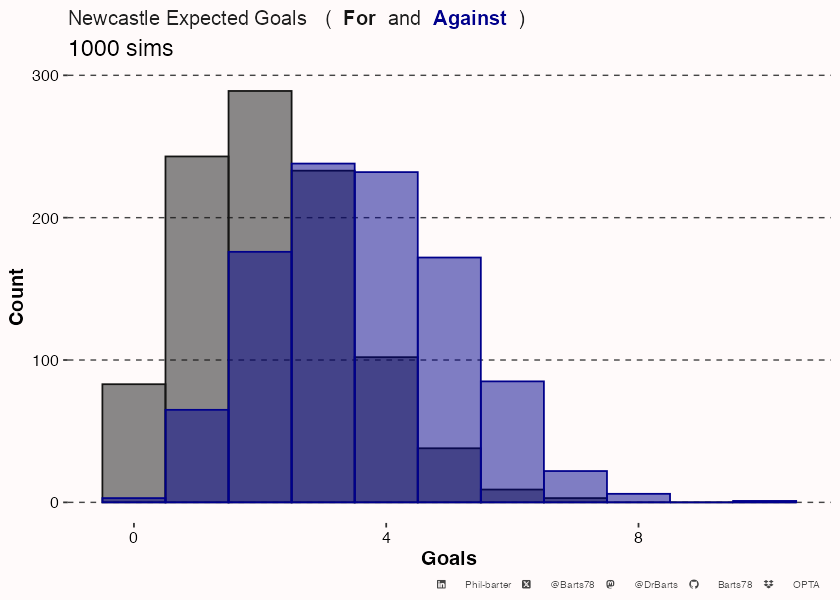 Newcastle Expected Goals ( For and Against )
1000 sims
300
200
100
0
Count
0 4 8
Goals
Phil-barter @Barts78 @DrBarts Barts78 OPTA